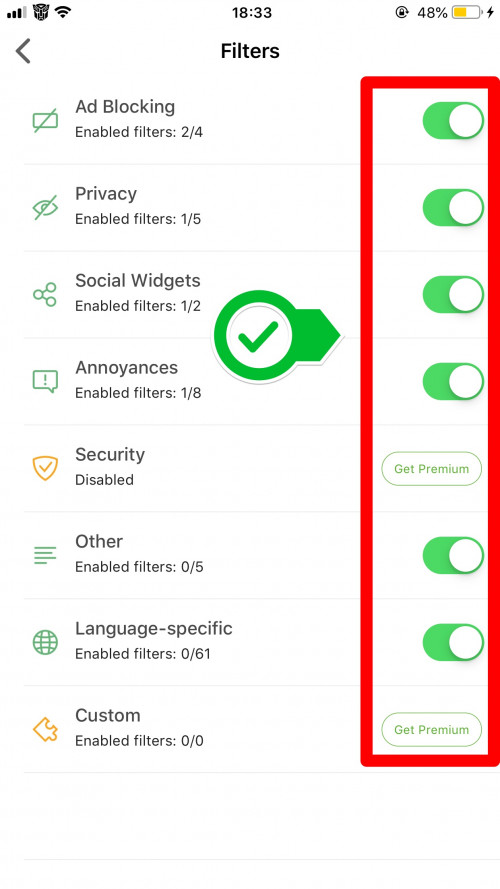 18:33
48%
Filters
Ad Blocking
Enabled filters: 2/4
Privacy
Enabled filters: 1/5
Social Widgets
Enabled filters: 1/2
Annoyances
Enabled filters: 1/8
Security
Disabled
Get Premium
Other
Enabled filters: 0/5
Language-specific
Enabled filters: 0/61
Custom
Enabled filters: 0/0
Get Premium